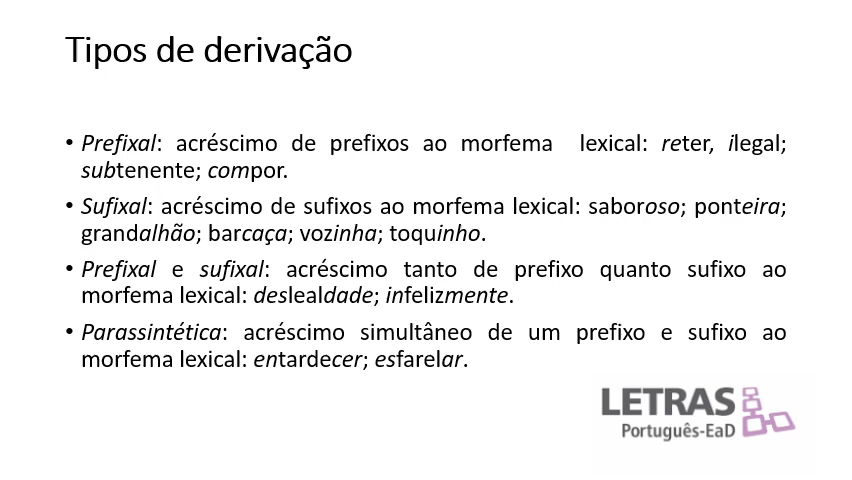 Tipos de derivação
• Prefixal: acréscimo de prefixos ao morfema lexical: reter, ilegal;
subtenente; compor.
• Sufixal: acréscimo de sufixos ao morfema lexical: saboroso; ponteira;
grandalhão; barcaça; vozinha; toquinho.
• Prefixal e sufixal: acréscimo tanto de prefixo quanto sufixo ao
morfema lexical: deslealdade; infelizmente.
• Parassintética: acréscimo simultâneo de um prefixo e sufixo ao
morfema lexical: entardecer; esfarelar.
LETRAS
Português-EaD